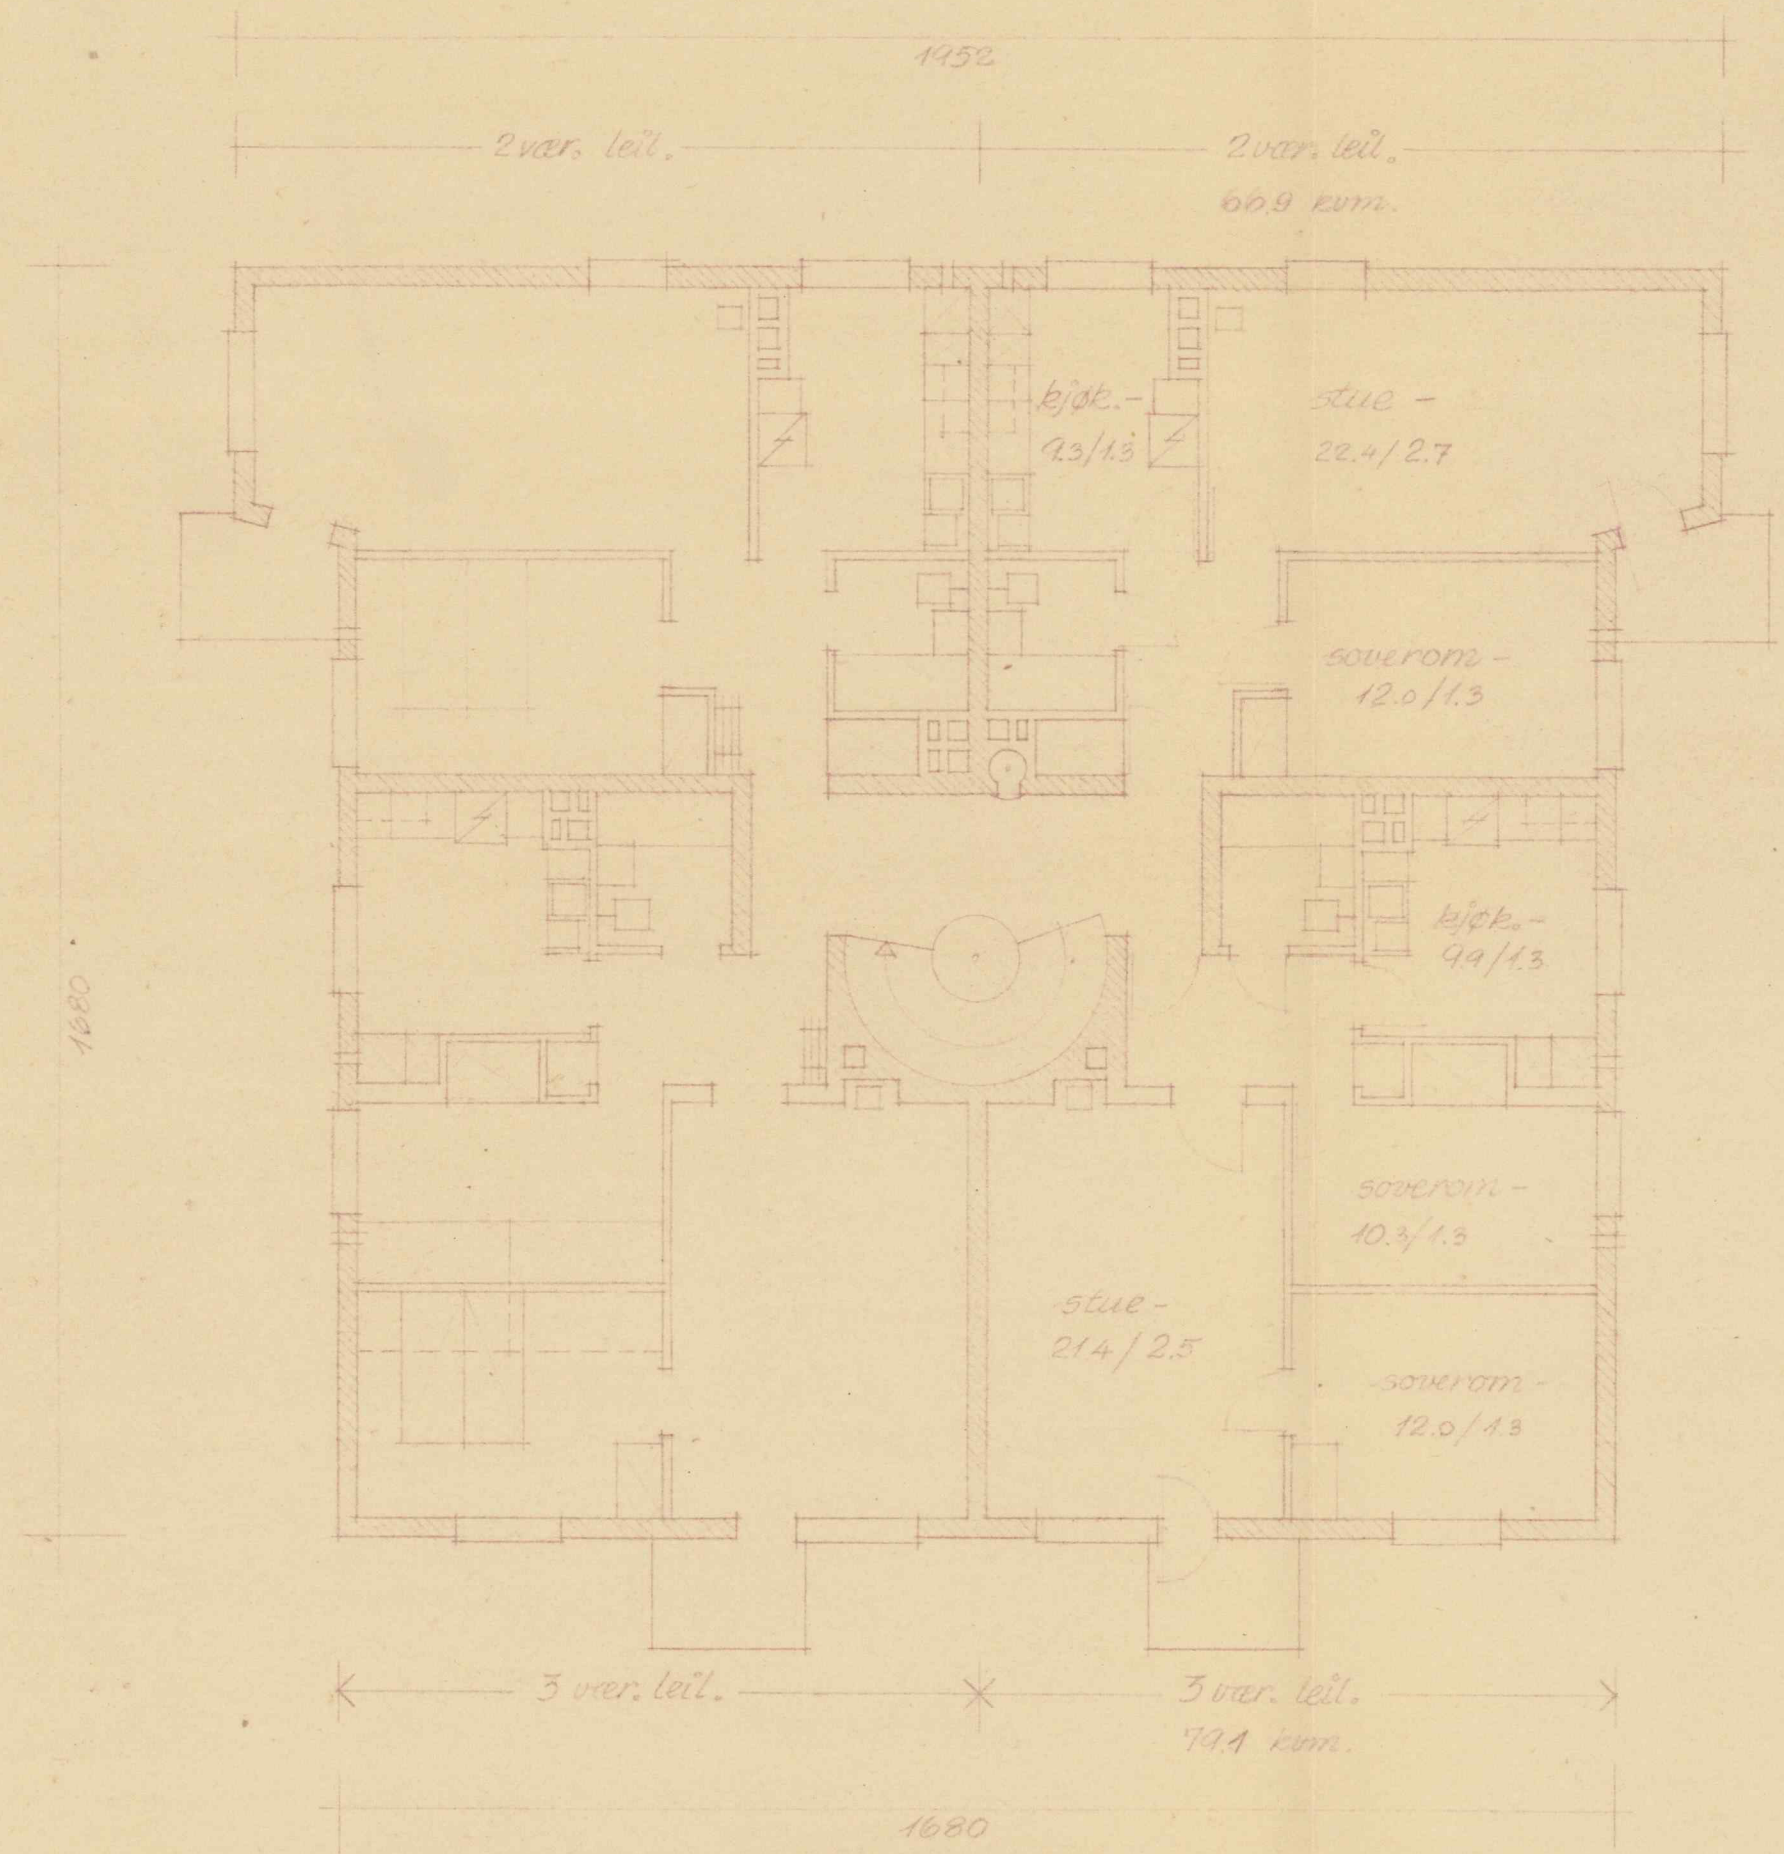 1952
2 vær. leil.
2 vær. leil.
66.9 kvm.
kjøk.-
9.3/1.3
stue -
22.4/2.7
soverom -
12.0/1.3
kjøk.-
9.9/1.3
1680
soverom -
10.3/1.3
stue -
21.4/2.5
soverom -
12.0/1.3
3 vær. leil.
3 vær. leil.
79.1 kvm.
1680